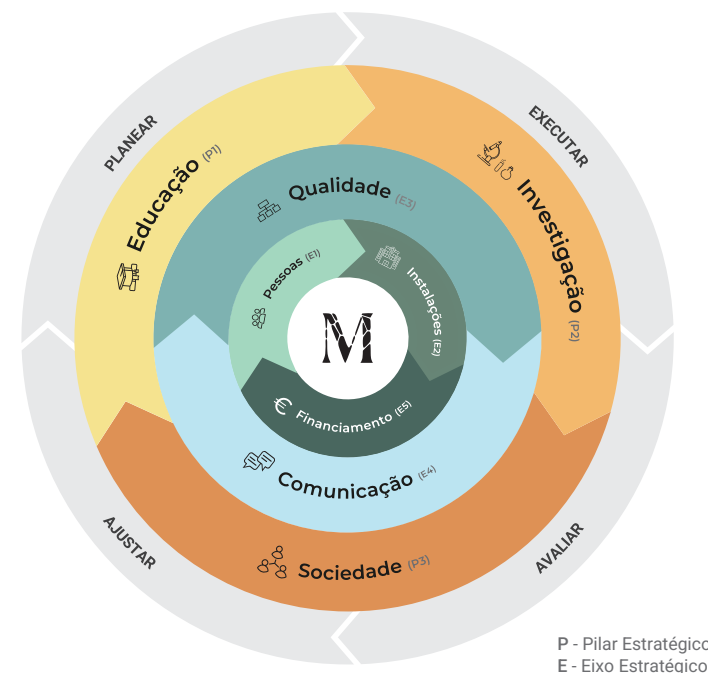 PLANEAR
EXECUTAR
Educação (P1)
Investigação (P2)
Qualidade (E3)
Pessoas (E1)
Instalações (E2)
M
€ Financiamento (E5)
Comunicação (E4)
Sociedade (P3)
AJUSTAR
AVALIAR
P - Pilar Estratégico
E - Eixo Estratégico